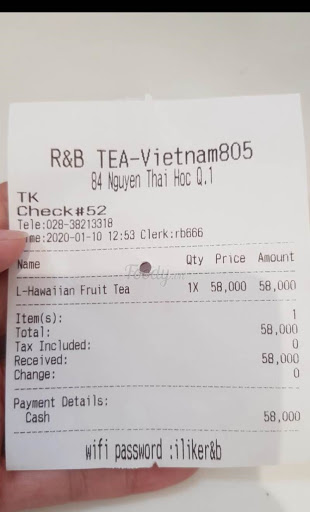 R&B TEA-Vietnam805
84 Nguyen Thai Hoc Q.1
TK
Check#52
Tele:028-38213318
Time:2020-01-10 12:53 Clerk:rb666
Name Qty Price Amount
L-Hawaiian Fruit Tea 1X 58,000 58,000
Item(s): 1
Total: 58,000
Tax Included: 0
Received: 58,000
Change: 0
Payment Details:
Cash 58,000
wifi password :iliker&b